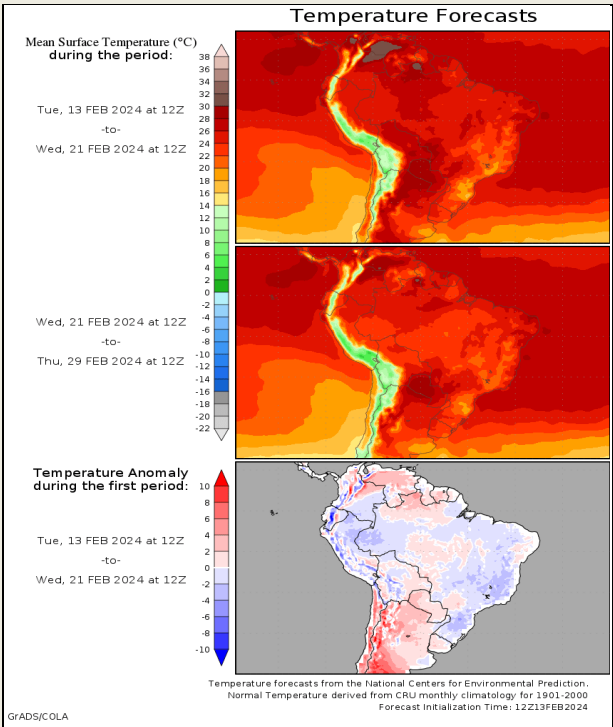 Temperature Forecasts
Mean Surface Temperature (°C)
during the period:
Tue, 13 FEB 2024 at 12Z
-to-
Wed, 21 FEB 2024 at 12Z
38
36
34
32
30
28
26
24
22
20
18
16
14
12
10
8
6
4
2
0
-2
-4
-6
-8
-10
-12
-14
-16
-18
-20
-22
Wed, 21 FEB 2024 at 12Z
-to-
Thu, 29 FEB 2024 at 12Z
Temperature Anomaly
during the first period:
Tue, 13 FEB 2024 at 12Z
-to-
Wed, 21 FEB 2024 at 12Z
10
8
6
4
2
0
-2
-4
-6
-8
-10
Temperature forecasts from the National Centers for Environmental Prediction.
Normal Temperature derived from CRU monthly climatology for 1901-2000
Forecast Initialization Time: 12Z13FEB2024
GrADS/COLA